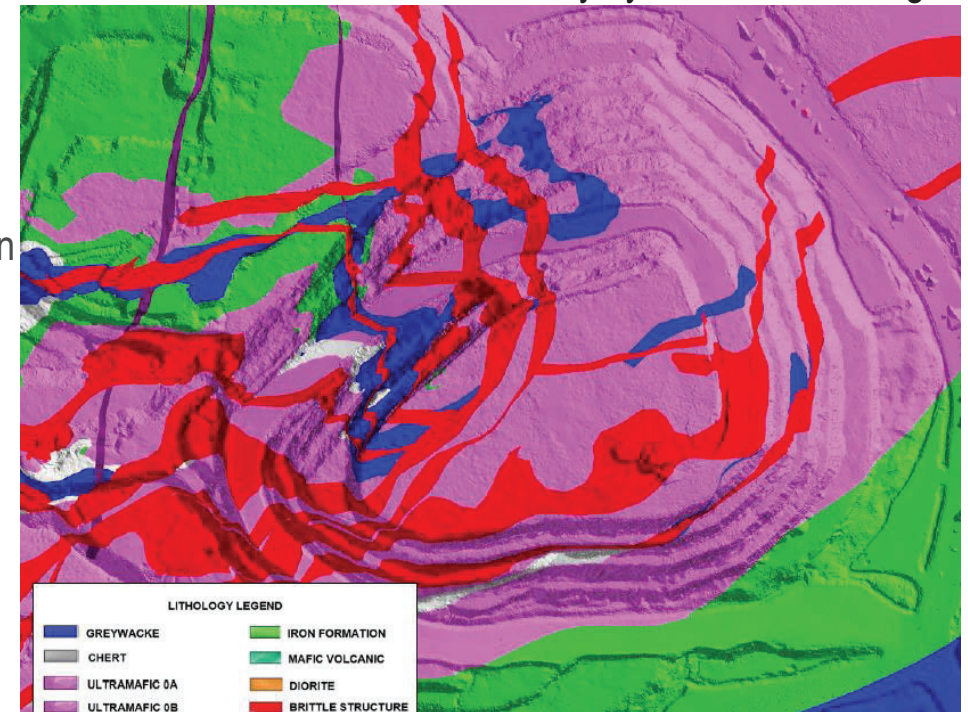 n
LITHOLOGY LEGEND
GREYWACKE
IRON FORMATION
CHERT
MAFIC VOLCANIC
ULTRAMAFIC 0A
DIORITE
ULTRAMAFIC 0B
BRITTLE STRUCTURE